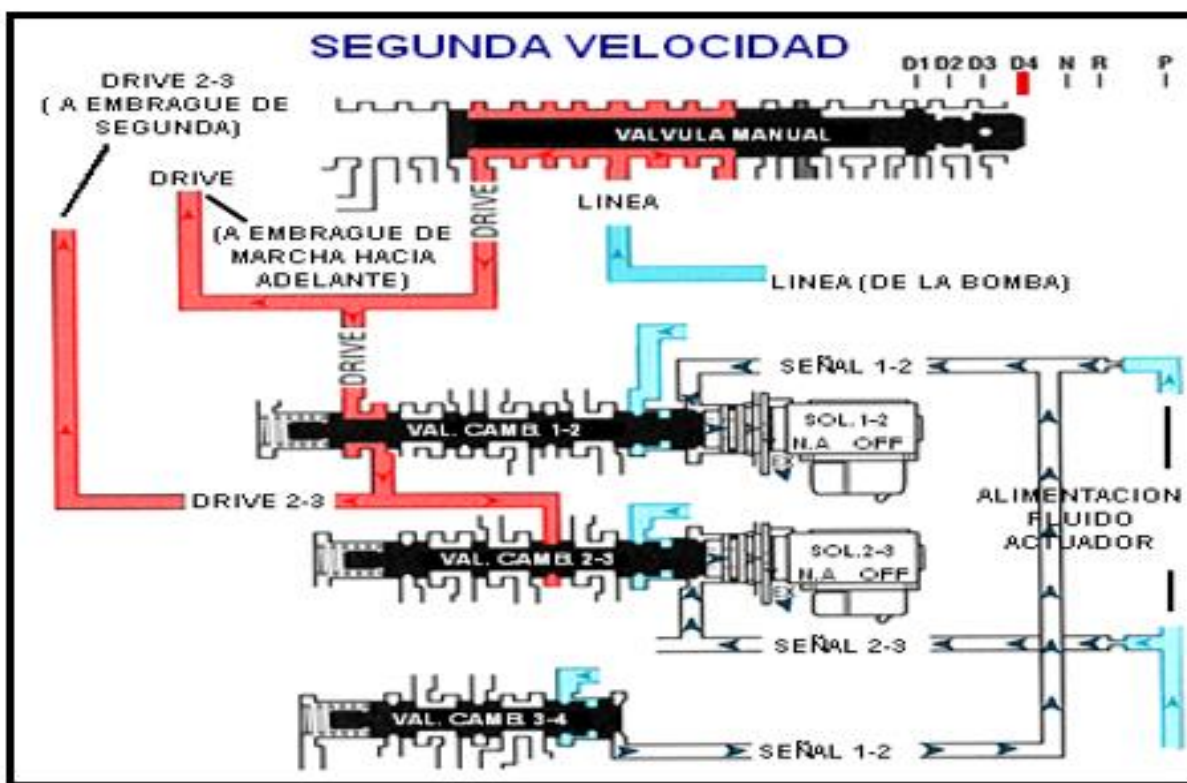 SEGUNDA VELOCIDAD
D1 D2 D3 D4 N R P
DRIVE 2-3
( A EMBRAGUE DE
SEGUNDA)
VALVULA MANUAL
DRIVE
DRIVE
LINEA
(A EMBRAGUE DE
MARCHA HACIA
ADELANTE)
LINEA (DE LA BOMBA)
DRIVE
SEÑAL 1-2
VAL. CAMB. 1-2
SOL. 1-2
N.A OFF
EX
DRIVE 2-3
ALIMENTACION
FLUIDO
ACTUADOR
VAL. CAMB. 2-3
SOL. 2-3
N.A OFF
EX
SEÑAL 2-3
VAL. CAMB. 3-4
SEÑAL 1-2